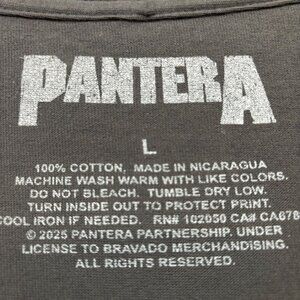 PANTERA
L
100% COTTON. MADE IN NICARAGUA
MACHINE WASH WARM WITH LIKE COLORS.
DO NOT BLEACH. TUMBLE DRY LOW.
TURN INSIDE OUT TO PROTECT PRINT.
COOL IRON IF NEEDED. RN# 102050 CA# CA678
© 2025 PANTERA PARTNERSHIP. UNDER
LICENSE TO BRAVADO MERCHANDISING.
ALL RIGHTS RESERVED.